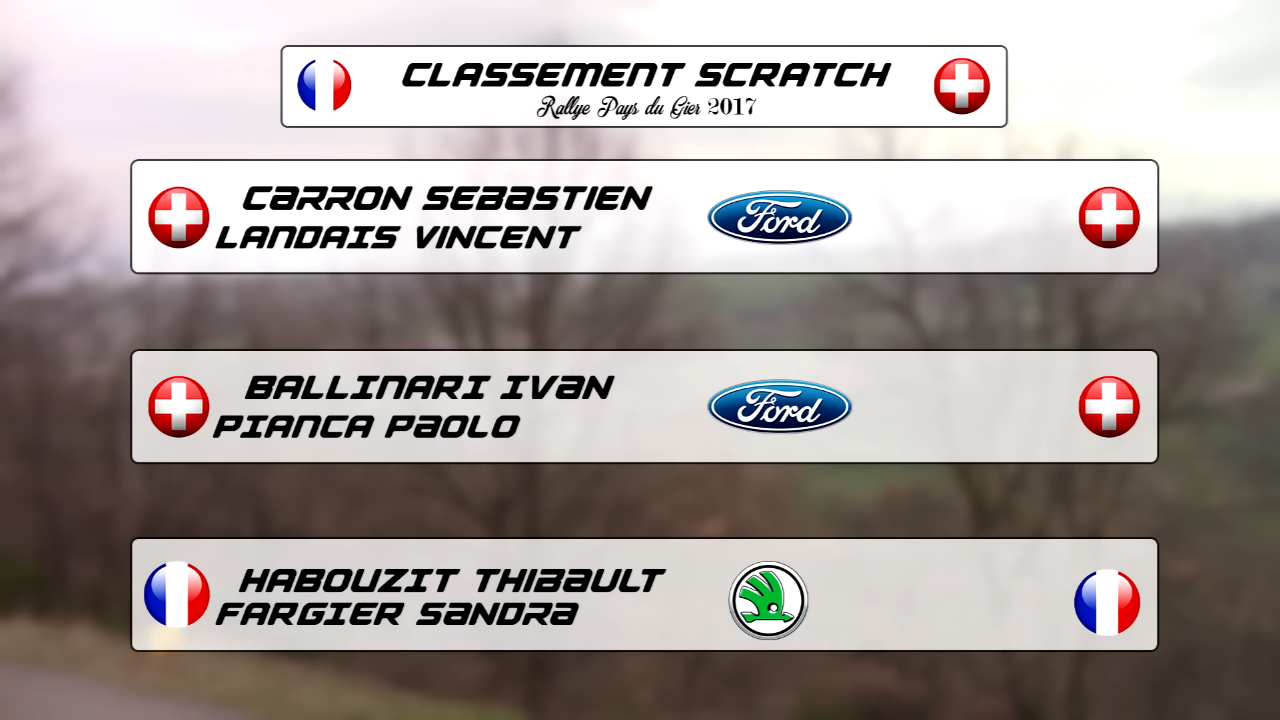 CLASSEMENT SCRATCH
Rallye Pays du Gier 2017
CARRON SEBASTIEN
LANDAIS VINCENT
Ford
BALLINARI IVAN
PIANCA PAOLO
Ford
HABOUZIT THIBAULT
FARGIER SANDRA